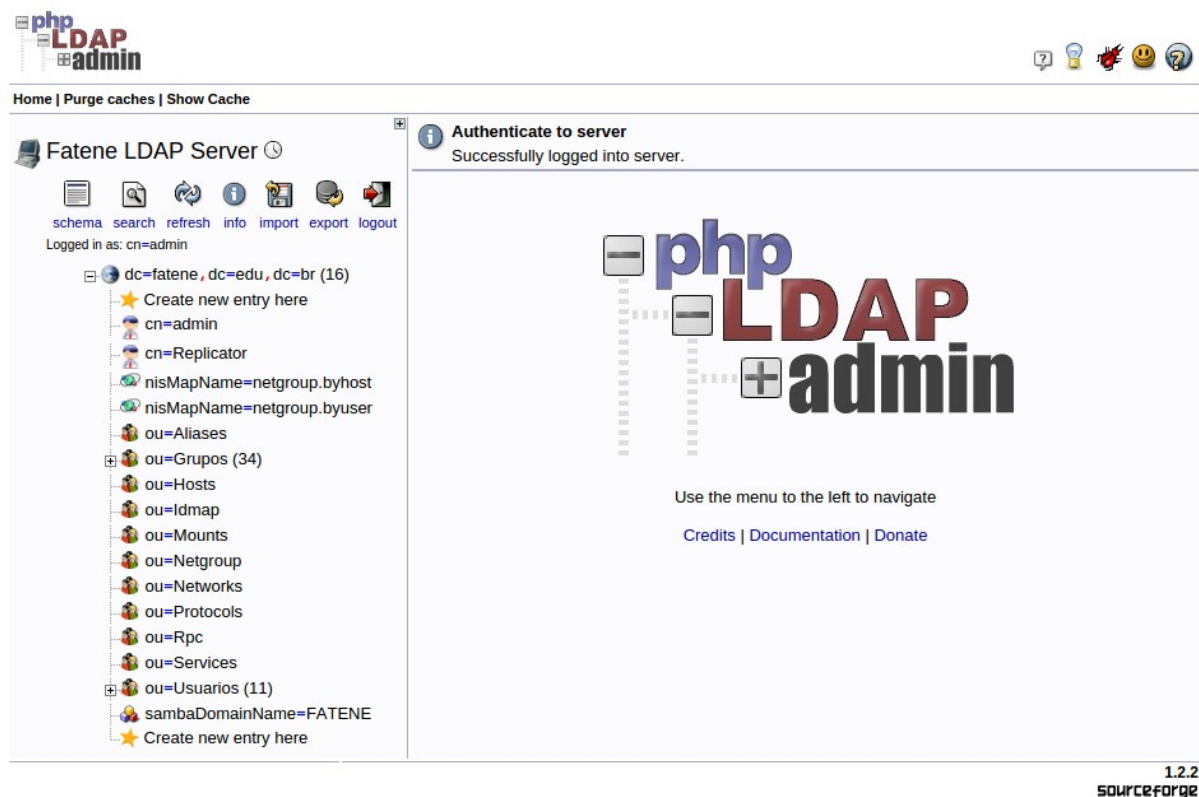 php
LDAP
admin
Home | Purge caches | Show Cache
Fatene LDAP Server
schema search refresh info import export logout
Logged in as: cn=admin
dc=fatene,dc=edu,dc=br (16)
Create new entry here
cn=admin
cn=Replicator
nisMapName=netgroup.byhost
nisMapName=netgroup.byuser
ou=Aliases
ou=Grupos (34)
ou=Hosts
ou=Idmap
ou=Mounts
ou=Netgroup
ou=Networks
ou=Protocols
ou=Rpc
ou=Services
ou=Usuarios (11)
sambaDomainName=FATENE
Create new entry here
Authenticate to server
Successfully logged into server.
php
LDAP
admin
Use the menu to the left to navigate
Credits | Documentation | Donate
1.2.2
sourceforge